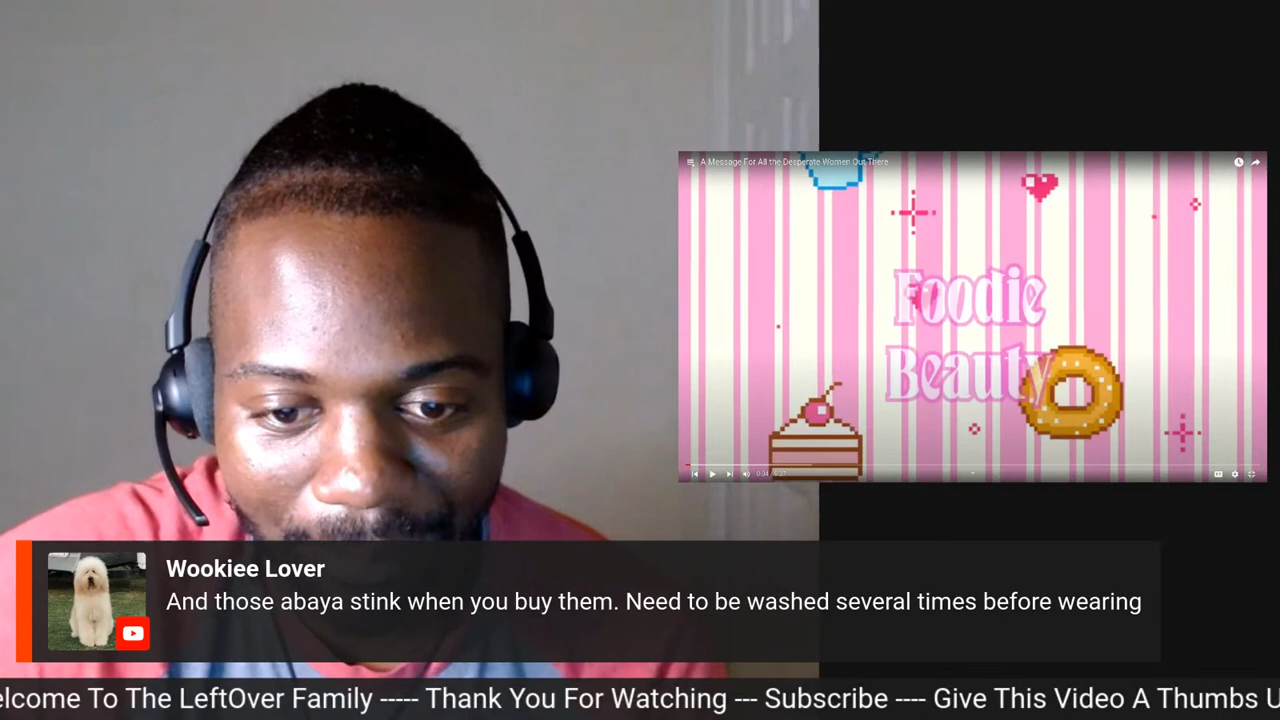 A Message For All the Desperate Women Out There
Foodie
Beauty
Wookiee Lover
And those abaya stink when you buy them. Need to be washed several times before wearing
elcome To The LeftOver Family ----- Thank You For Watching --- Subscribe ---- Give This Video A Thumbs U